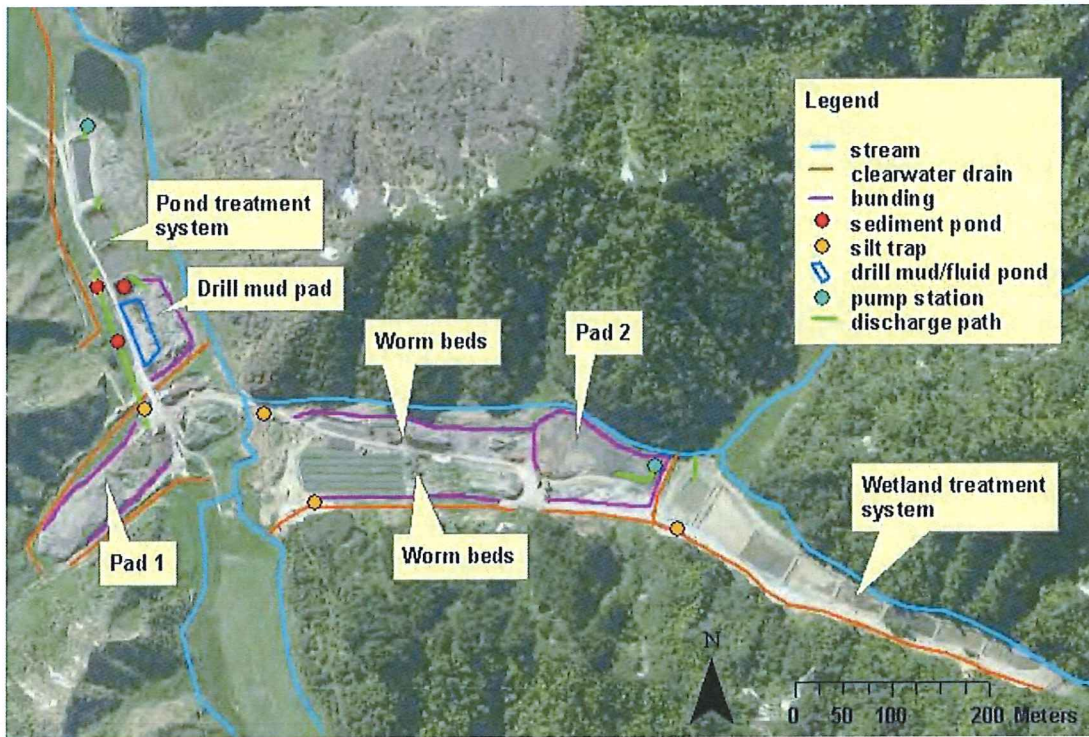 Legend
stream
clearwater drain
bunding
sediment pond
silt trap
drill mud/fluid pond
pump station
discharge path
Pond treatment
system
Drill mud pad
Worm beds
Pad 2
Wetland treatment
system
Worm beds
Pad 1
N
0 50 100 200 Meters